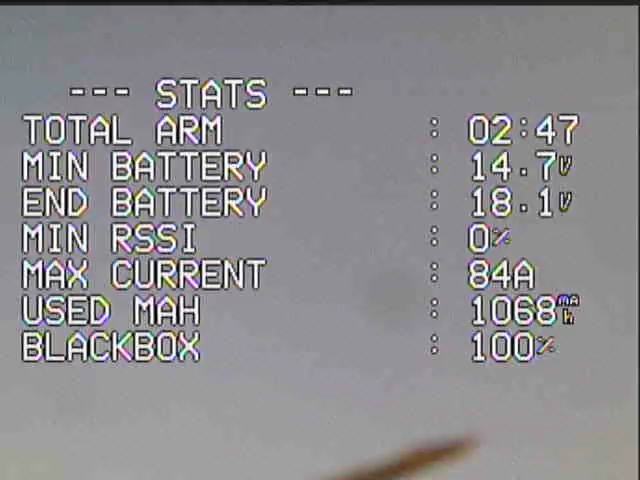 --- STATS ---
TOTAL ARM : 02:47
MIN BATTERY : 14.7V
END BATTERY : 18.1V
MIN RSSI : 0%
MAX CURRENT : 84A
USED MAH : 1068mAh
BLACKBOX : 100%